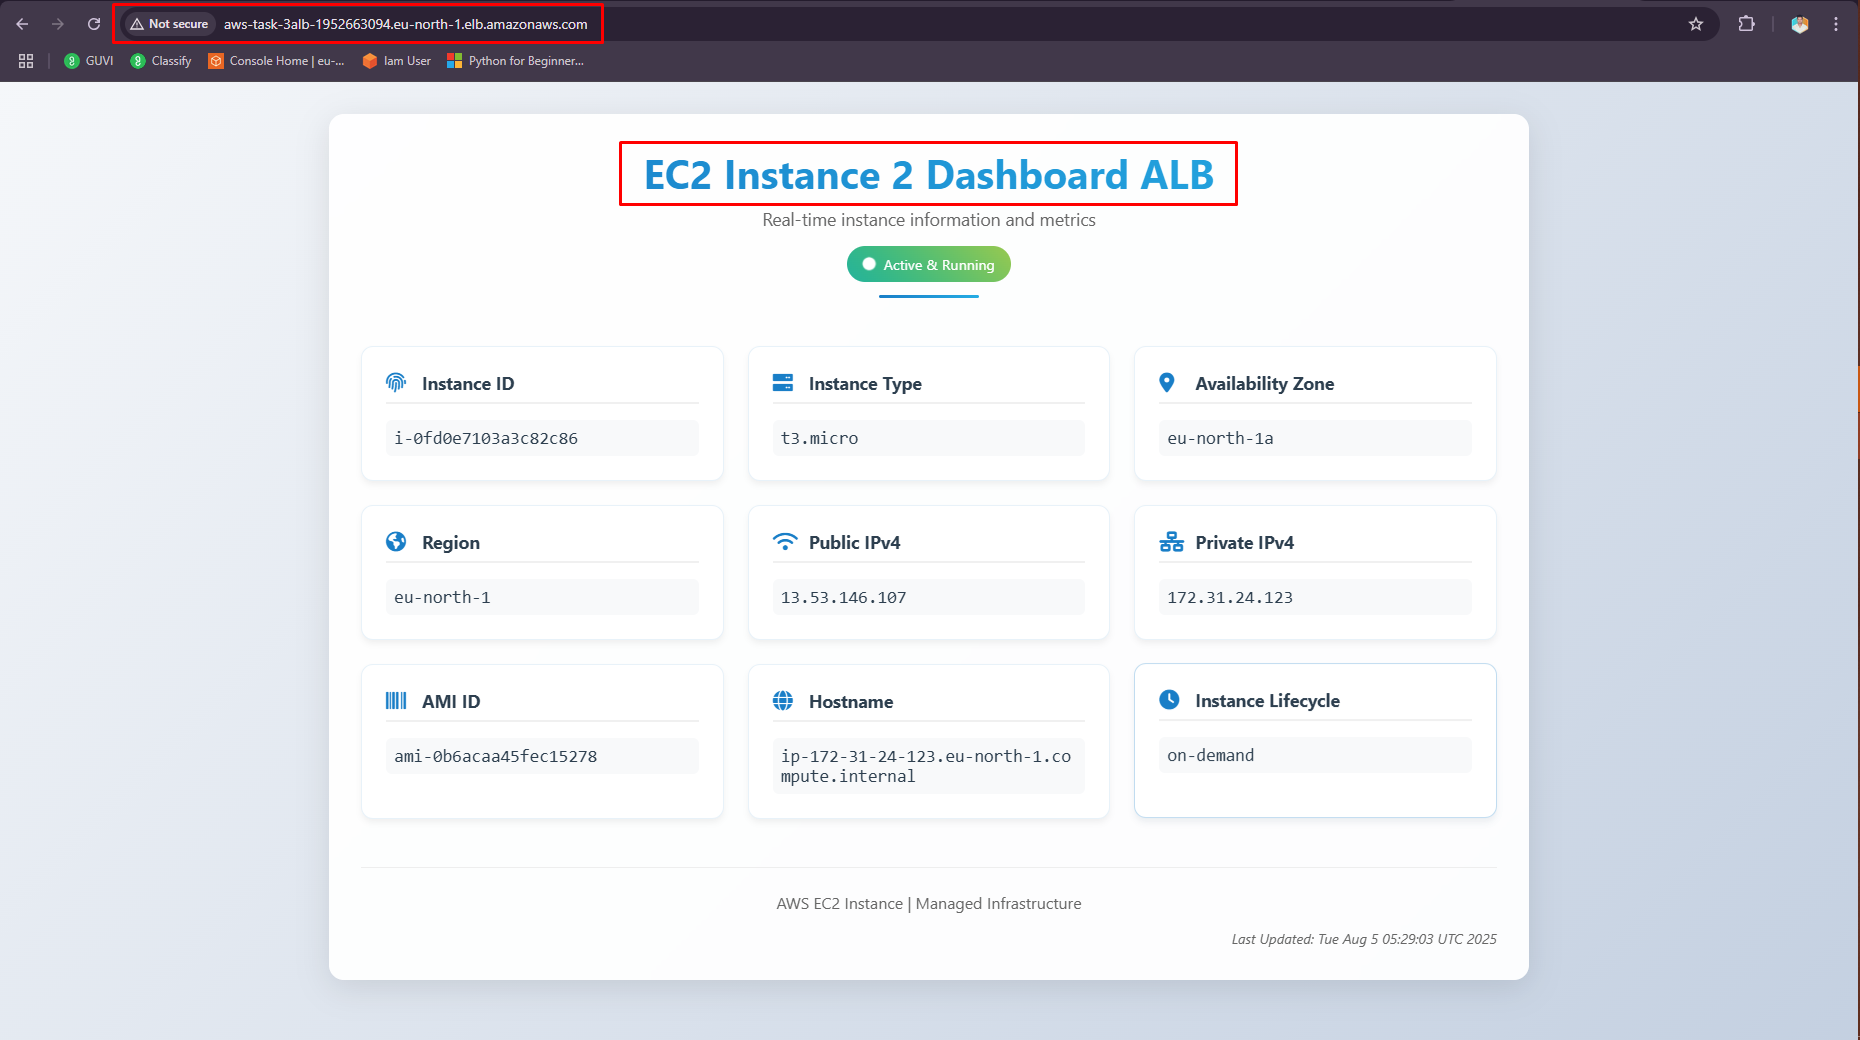 Not secure aws-task-3alb-1952663094.eu-north-1.elb.amazonaws.com
GUVI Classify Console Home | eu-... Iam User Python for Beginner...
EC2 Instance 2 Dashboard ALB
Real-time instance information and metrics
Active & Running
Instance ID
i-0fd0e7103a3c82c86
Instance Type
t3.micro
Availability Zone
eu-north-1a
Region
eu-north-1
Public IPv4
13.53.146.107
Private IPv4
172.31.24.123
AMI ID
ami-0b6acaa45fec15278
Hostname
ip-172-31-24-123.eu-north-1.co
mpute.internal
Instance Lifecycle
on-demand
AWS EC2 Instance | Managed Infrastructure
Last Updated: Tue Aug 5 05:29:03 UTC 2025